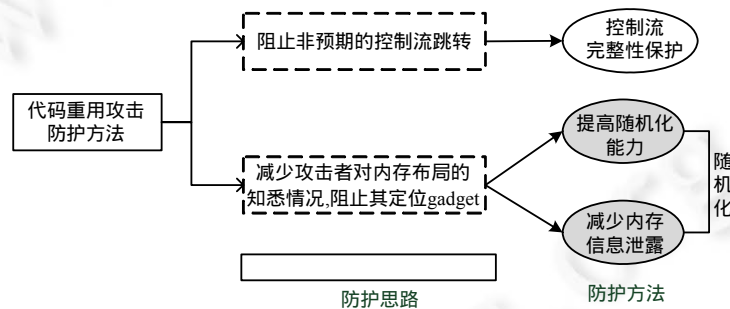 代码重用攻击
防护方法
阻止非预期的控制流跳转
控制流
完整性保护
减少攻击者对内存布局的
知悉情况,阻止其定位gadget
提高随机化
能力
减少内存
信息泄露
随
机
化
防护思路
防护方法